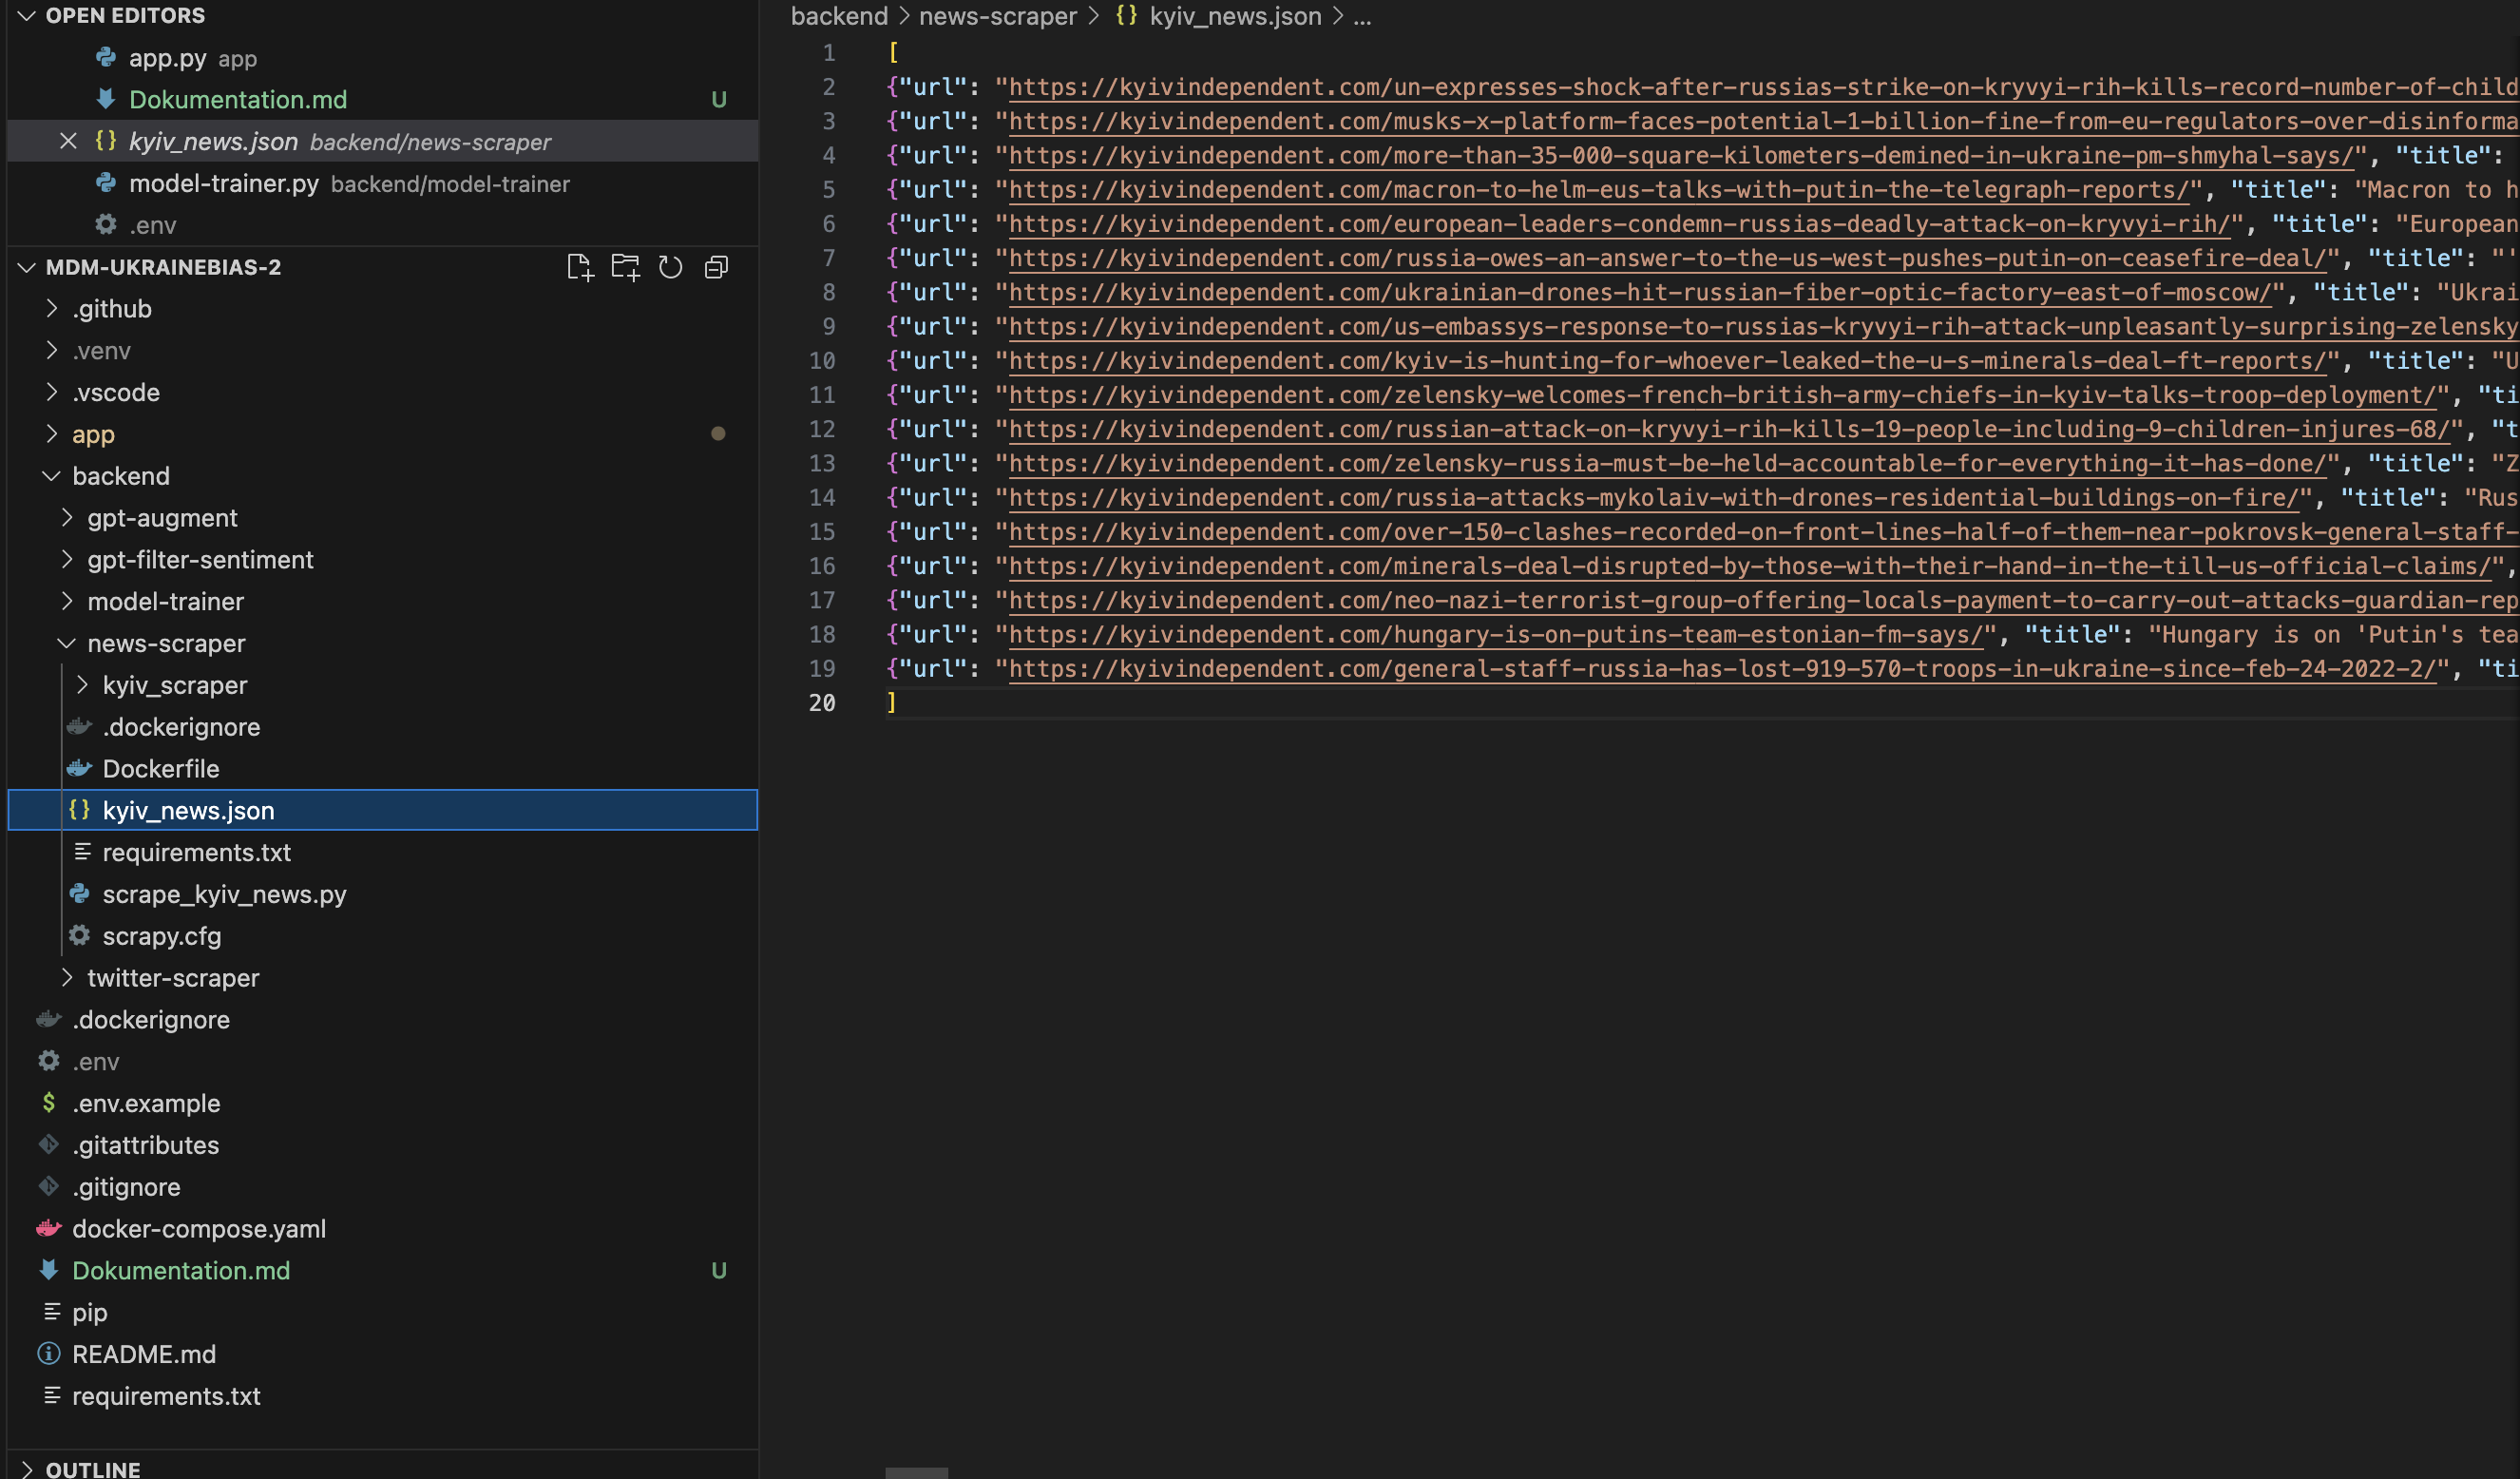 OPEN EDITORS
app.py app
Dokumentation.md U
kyiv_news.json backend/news-scraper
model-trainer.py backend/model-trainer
.env
MDM-UKRAINEBIAS-2
.github
.venv
.vscode
app
backend
gpt-augment
gpt-filter-sentiment
model-trainer
news-scraper
kyiv_scraper
.dockerignore
Dockerfile
kyiv_news.json
requirements.txt
scrape_kyiv_news.py
scrapy.cfg
twitter-scraper
.dockerignore
.env
.env.example
.gitattributes
.gitignore
docker-compose.yaml
Dokumentation.md U
pip
README.md
requirements.txt
OUTLINE
backend > news-scraper > {} kyiv_news.json > ...
1 [
2 {"url": "https://kyivindependent.com/un-expresses-shock-after-russias-strike-on-kryvyi-rih-kills-record-number-of-child
3 {"url": "https://kyivindependent.com/musks-x-platform-faces-potential-1-billion-fine-from-eu-regulators-over-disinforma
4 {"url": "https://kyivindependent.com/more-than-35-000-square-kilometers-demined-in-ukraine-pm-shmyhal-says/", "title":
5 {"url": "https://kyivindependent.com/macron-to-helm-eus-talks-with-putin-the-telegraph-reports/", "title": "Macron to h
6 {"url": "https://kyivindependent.com/european-leaders-condemn-russias-deadly-attack-on-kryvyi-rih/", "title": "European
7 {"url": "https://kyivindependent.com/russia-owes-an-answer-to-the-us-west-pushes-putin-on-ceasefire-deal/", "title": "'
8 {"url": "https://kyivindependent.com/ukrainian-drones-hit-russian-fiber-optic-factory-east-of-moscow/", "title": "Ukrai
9 {"url": "https://kyivindependent.com/us-embassys-response-to-russias-kryvyi-rih-attack-unpleasantly-surprising-zelensky
10 {"url": "https://kyivindependent.com/kyiv-is-hunting-for-whoever-leaked-the-u-s-minerals-deal-ft-reports/", "title": "U
11 {"url": "https://kyivindependent.com/zelensky-welcomes-french-british-army-chiefs-in-kyiv-talks-troop-deployment/", "ti
12 {"url": "https://kyivindependent.com/russian-attack-on-kryvyi-rih-kills-19-people-including-9-children-injures-68/", "t
13 {"url": "https://kyivindependent.com/zelensky-russia-must-be-held-accountable-for-everything-it-has-done/", "title": "Z
14 {"url": "https://kyivindependent.com/russia-attacks-mykolaiv-with-drones-residential-buildings-on-fire/", "title": "Rus
15 {"url": "https://kyivindependent.com/over-150-clashes-recorded-on-front-lines-half-of-them-near-pokrovsk-general-staff-
16 {"url": "https://kyivindependent.com/minerals-deal-disrupted-by-those-with-their-hand-in-the-till-us-official-claims/",
17 {"url": "https://kyivindependent.com/neo-nazi-terrorist-group-offering-locals-payment-to-carry-out-attacks-guardian-rep
18 {"url": "https://kyivindependent.com/hungary-is-on-putins-team-estonian-fm-says/", "title": "Hungary is on 'Putin's tea
19 {"url": "https://kyivindependent.com/general-staff-russia-has-lost-919-570-troops-in-ukraine-since-feb-24-2022-2/", "ti
20 ]